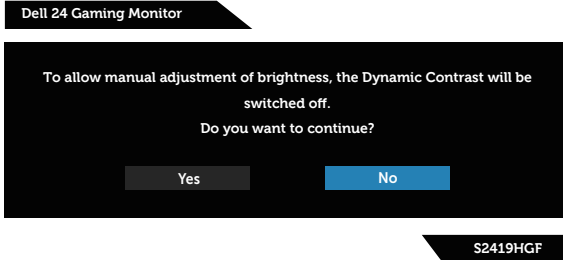 Dell 24 Gaming Monitor
To allow manual adjustment of brightness, the Dynamic Contrast will be
switched off.
Do you want to continue?
Yes No
S2419HGF